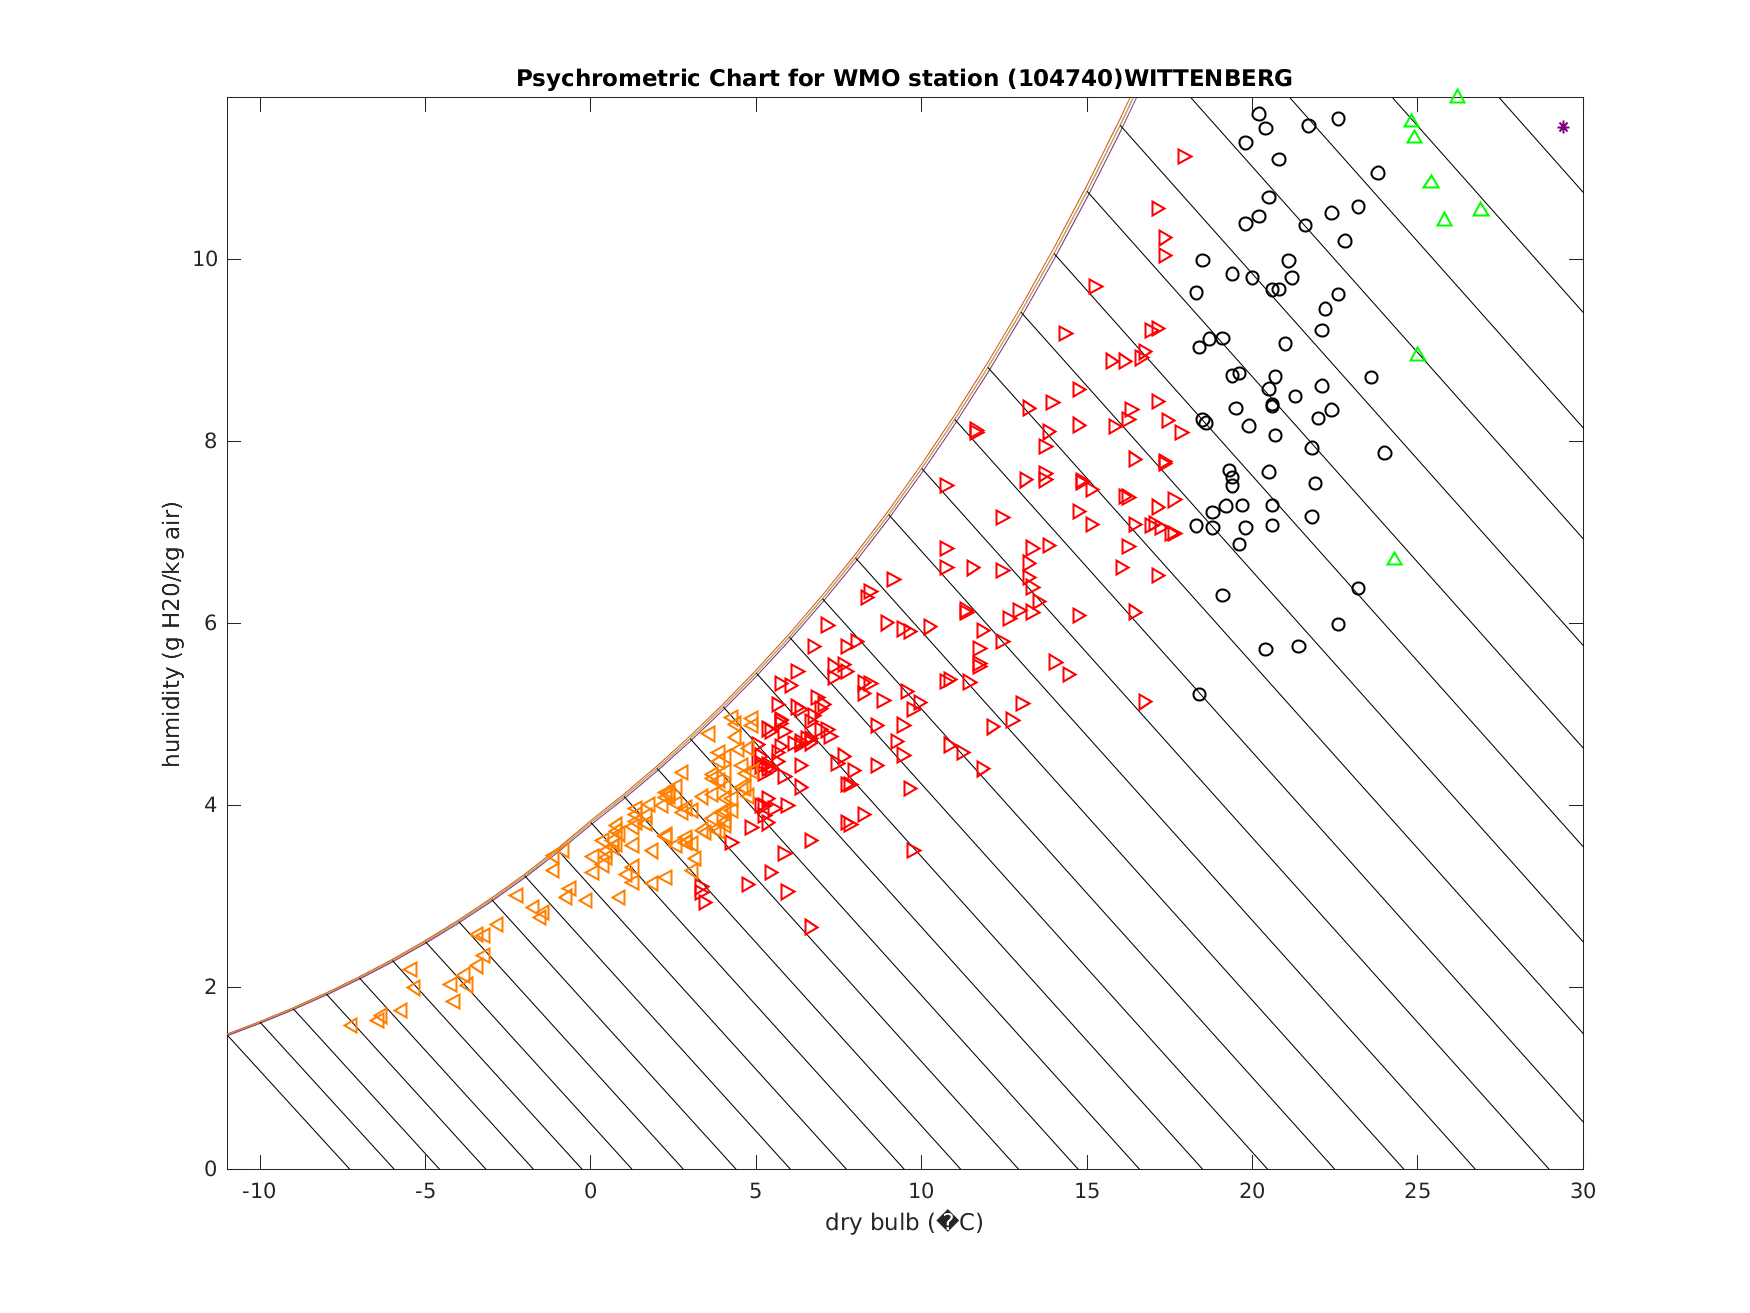 Psychrometric Chart for WMO station (104740)WITTENBERG
humidity (g H20/kg air)
10
8
6
4
2
0
-10 -5 0 5 10 15 20 25 30
dry bulb (�C)